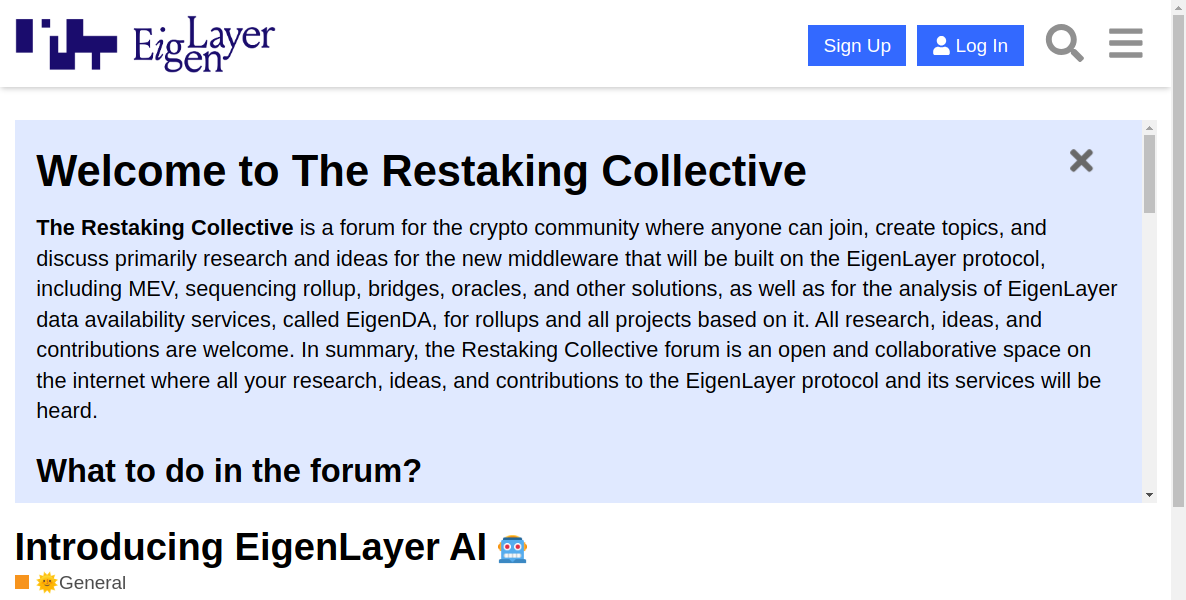 EigenLayer
Sign Up
Log In
Welcome to The Restaking Collective
The Restaking Collective is a forum for the crypto community where anyone can join, create topics, and
discuss primarily research and ideas for the new middleware that will be built on the EigenLayer protocol,
including MEV, sequencing rollup, bridges, oracles, and other solutions, as well as for the analysis of EigenLayer
data availability services, called EigenDA, for rollups and all projects based on it. All research, ideas, and
contributions are welcome. In summary, the Restaking Collective forum is an open and collaborative space on
the internet where all your research, ideas, and contributions to the EigenLayer protocol and its services will be
heard.
What to do in the forum?
Introducing EigenLayer AI 🤖
🌞General